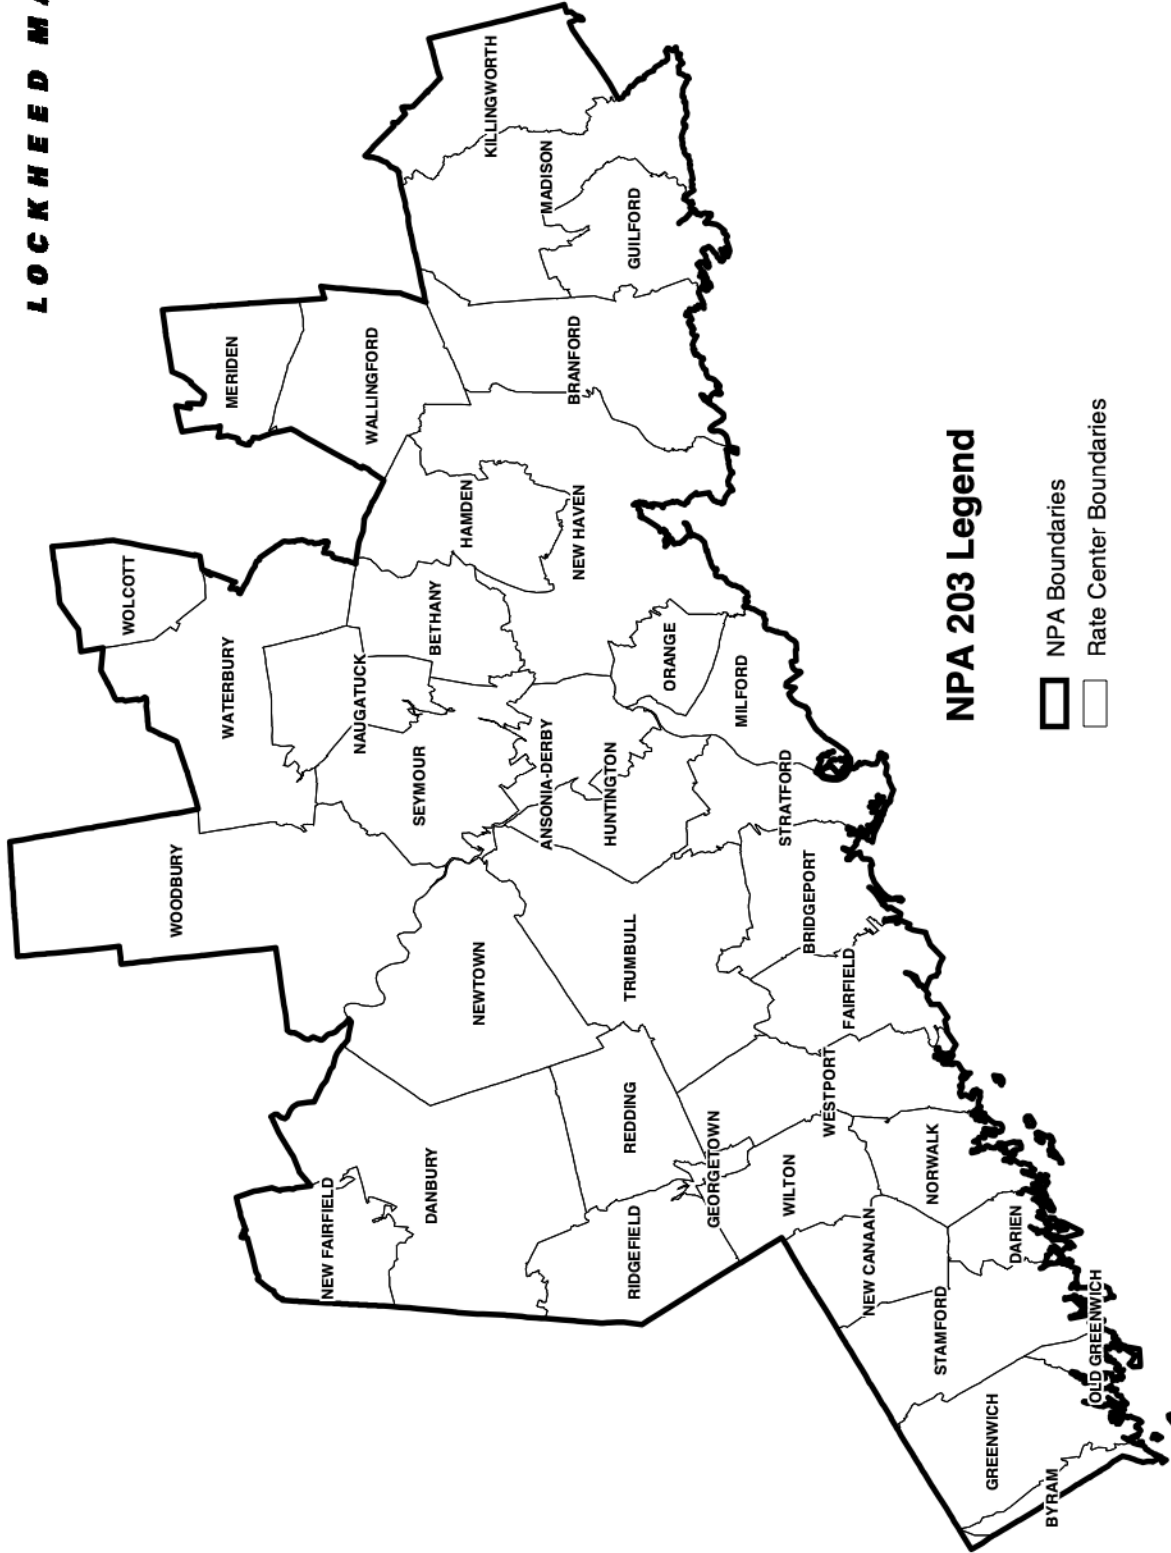 LOCKHEED MA
WOLCOTT
MERIDEN
WOODBURY
WATERBURY
WALLINGFORD
KILLINGWORTH
NAUGATUCK
BETHANY
HAMDEN
MADISON
NEW FAIRFIELD
SEYMOUR
NEW HAVEN
BRANFORD
GUILFORD
DANBURY
NEWTOWN
ANSONIA-DERBY
HUNTINGTON
ORANGE
RIDGEFIELD
REDDING
TRUMBULL
MILFORD
GEORGETOWN
STRATFORD
WILTON
WESTPORT
BRIDGEPORT
FAIRFIELD
NEW CANAAN
NORWALK
STAMFORD
DARIEN
GREENWICH
OLD GREENWICH
BYRAM
NPA 203 Legend
NPA Boundaries
Rate Center Boundaries